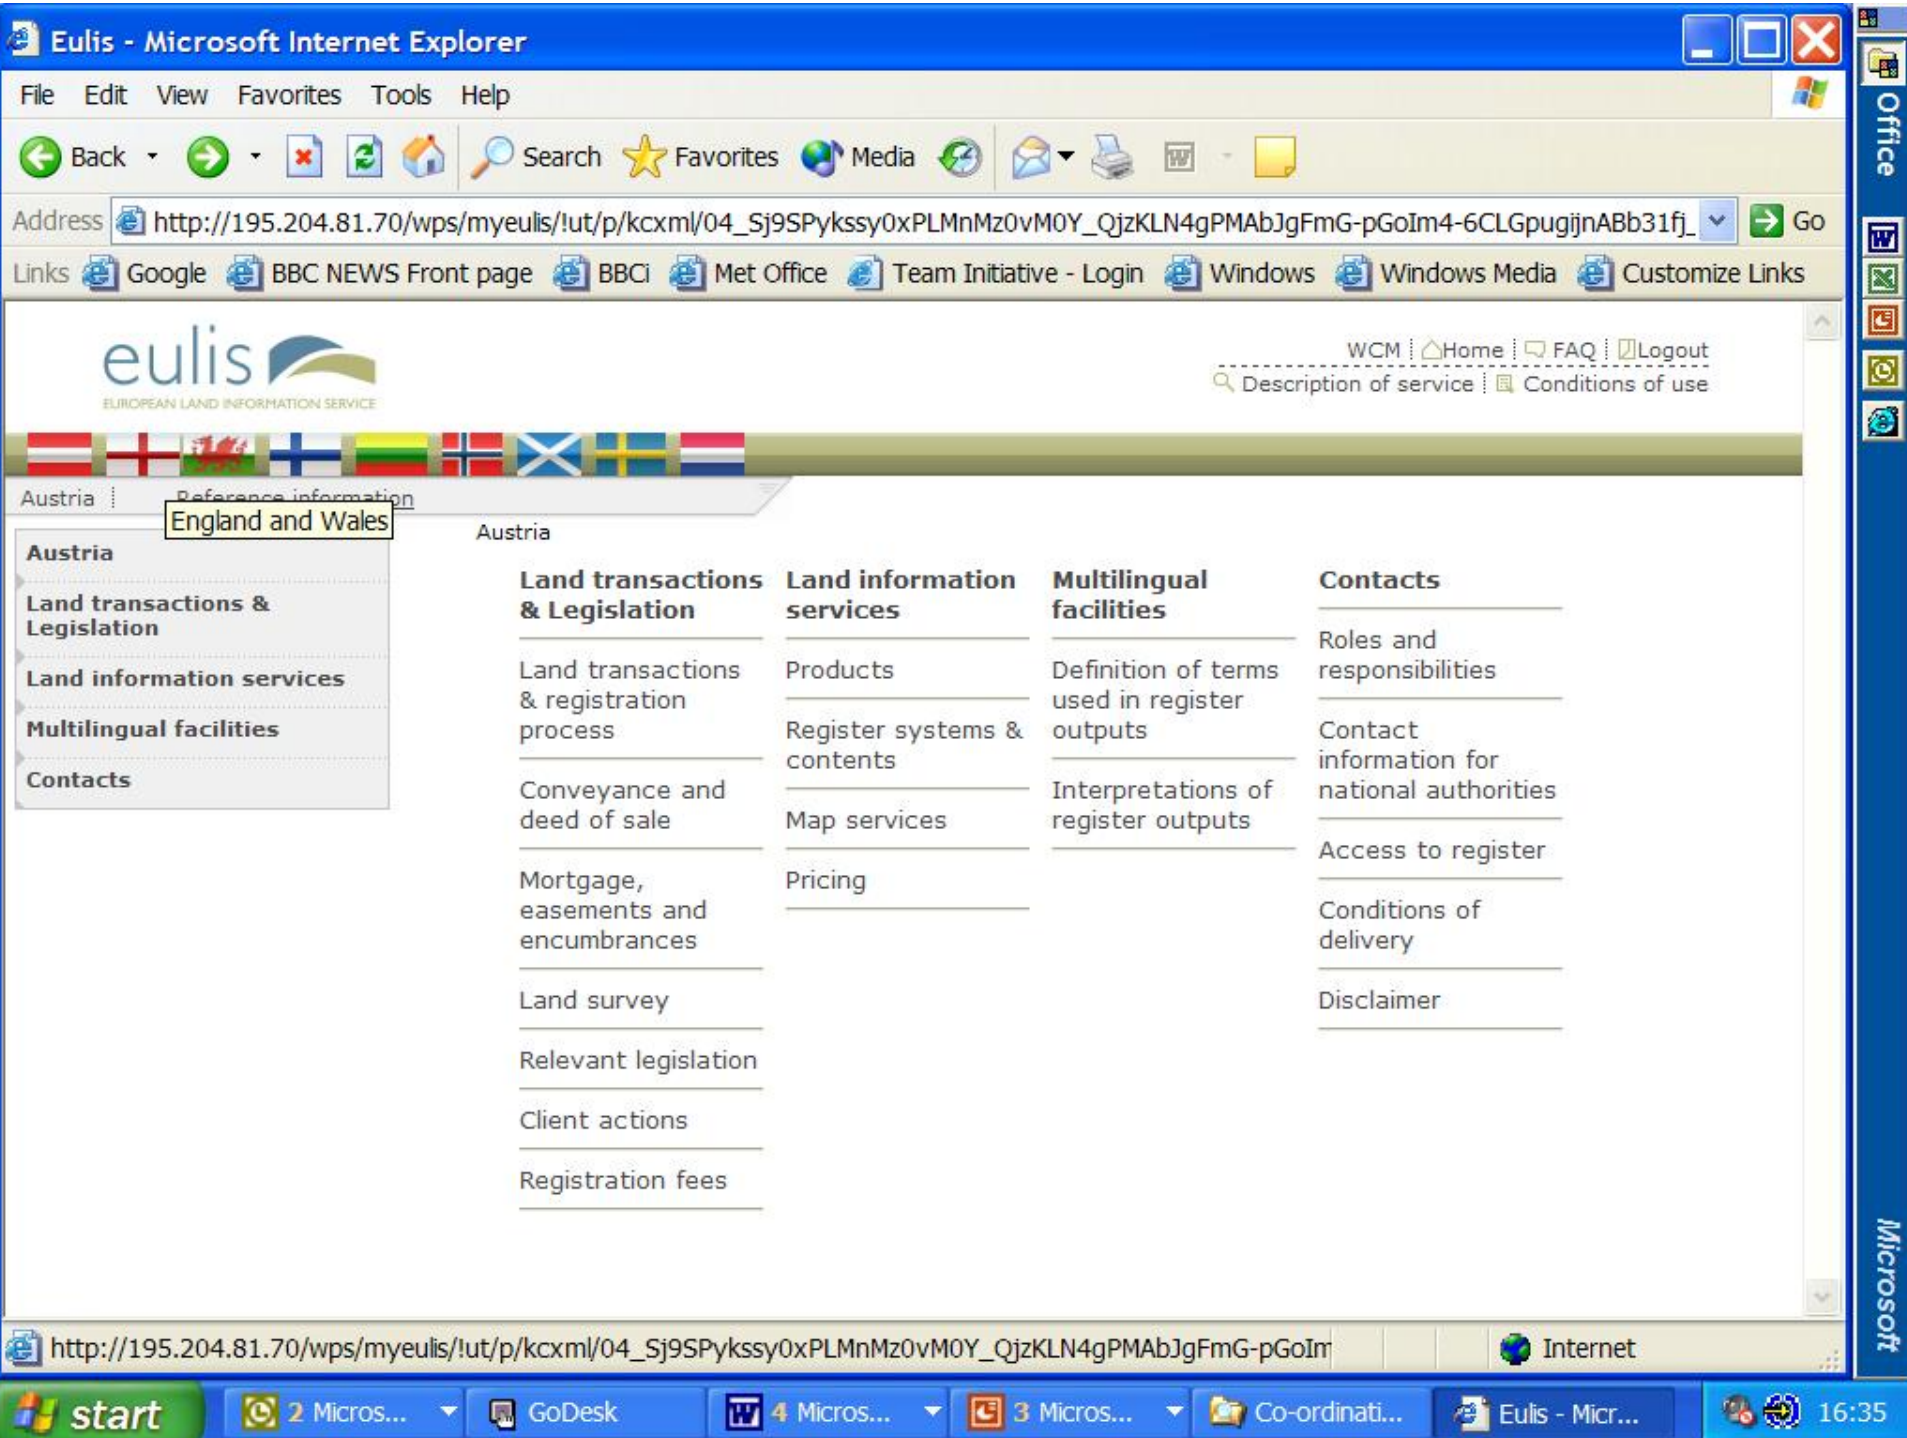 Eulis - Microsoft Internet Explorer
File Edit View Favorites Tools Help
Back Search Favorites Media
Address http://195.204.81.70/wps/myeulis/!ut/p/kcxml/04_Sj9SPykssy0xPLMnMz0vM0Y_QjzKLN4gPMAbJgFmG-pGoIm4-6CLGpugijnABb31fj_ Go
Links Google BBC NEWS Front page BBCi Met Office Team Initiative - Login Windows Windows Media Customize Links
eulis
EUROPEAN LAND INFORMATION SERVICE
WCM Home FAQ Logout
Description of service Conditions of use
Austria Reference information
England and Wales
Austria
Land transactions &
Legislation
Land information services
Multilingual facilities
Contacts
Austria
Land transactions
& Legislation
Land transactions
& registration
process
Conveyance and
deed of sale
Mortgage,
easements and
encumbrances
Land survey
Relevant legislation
Client actions
Registration fees
Land information
services
Products
Register systems &
contents
Map services
Pricing
Multilingual
facilities
Definition of terms
used in register
outputs
Interpretations of
register outputs
Contacts
Roles and
responsibilities
Contact
information for
national authorities
Access to register
Conditions of
delivery
Disclaimer
http://195.204.81.70/wps/myeulis/!ut/p/kcxml/04_Sj9SPykssy0xPLMnMz0vM0Y_QjzKLN4gPMAbJgFmG-pGoIm
Internet
start 2 Micros... GoDesk 4 Micros... 3 Micros... Co-ordinati... Eulis - Micr... 16:35
Office
Microsoft